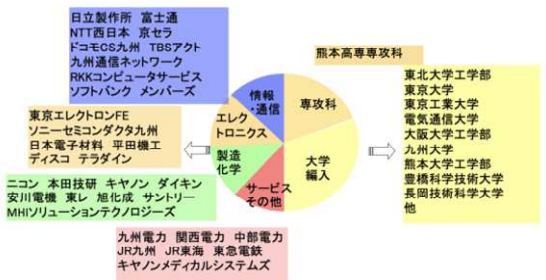 日立製作所 富士通
NTT西日本 京セラ
ドコモCS九州 TBSアクト
九州通信ネットワーク
RKKコンピュータサービス
ソフトバンク メンバーズ
東京エレクトロンFE
ソニーセミコンダクタ九州
日本電子材料 平田機工
ディスコ テラダイン
ニコン 本田技研 キヤノン ダイキン
安川電機 東レ 旭化成 サントリー
MHIソリューションテクノロジーズ
九州電力 関西電力 中部電力
JR九州 JR東海 東急電鉄
キヤノンメディカルシステムズ
情報
・通信
エレク
トロニクス
製造
化学
サービス
その他
専攻科
大学
編入
熊本高専専攻科
東北大学工学部
東京大学
東京工業大学
電気通信大学
大阪大学工学部
九州大学
熊本大学工学部
豊橋科学技術大学
長岡技術科学大学
他